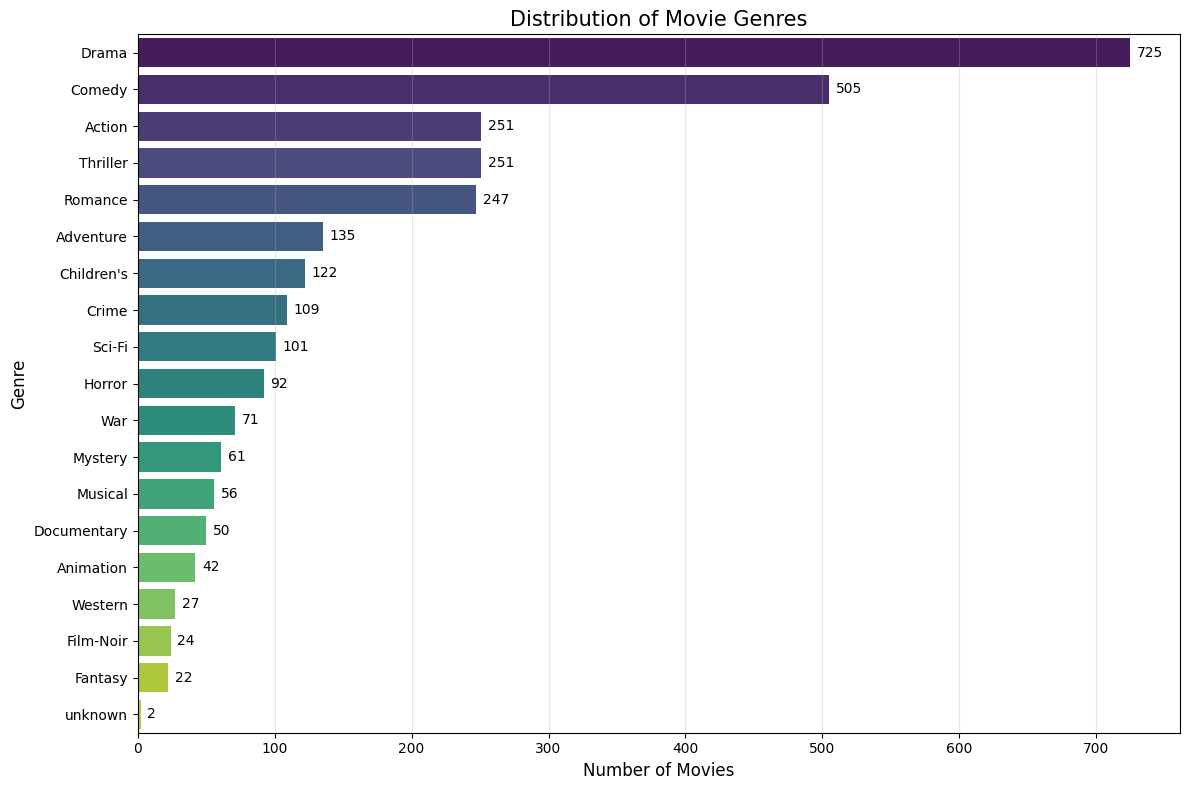 Distribution of Movie Genres
Drama 725
Comedy 505
Action 251
Thriller 251
Romance 247
Adventure 135
Children's 122
Crime 109
Sci-Fi 101
Horror 92
War 71
Mystery 61
Musical 56
Documentary 50
Animation 42
Western 27
Film-Noir 24
Fantasy 22
unknown 2
Genre
0 100 200 300 400 500 600 700
Number of Movies